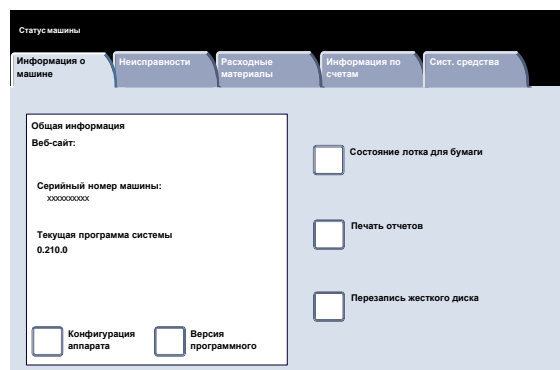 Статус машины
Информация о
машине
Неисправности
Расходные
материалы
Информация по
счетам
Сист. средства
Общая информация
Веб-сайт:
Серийный номер машины:
xxxxxxxxx
Текущая программа системы
0.210.0
Конфигурация
аппарата
Версия
программного
Состояние лотка для бумаги
Печать отчетов
Перезапись жесткого диска